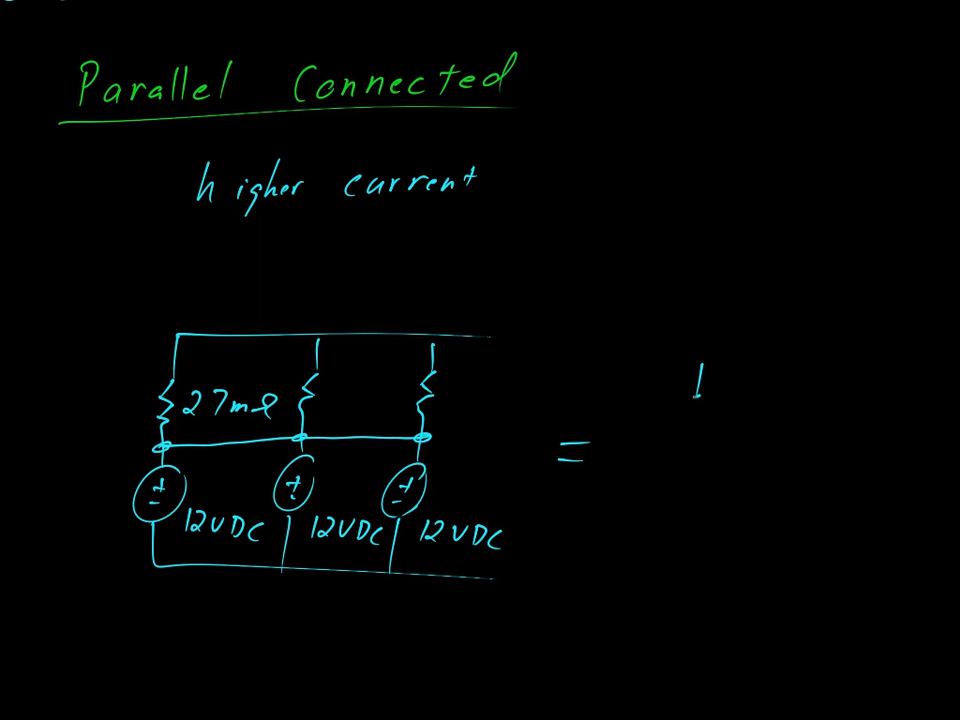 Parallel Connected
higher current
27mΩ
=
12VDC 12VDC 12VDC